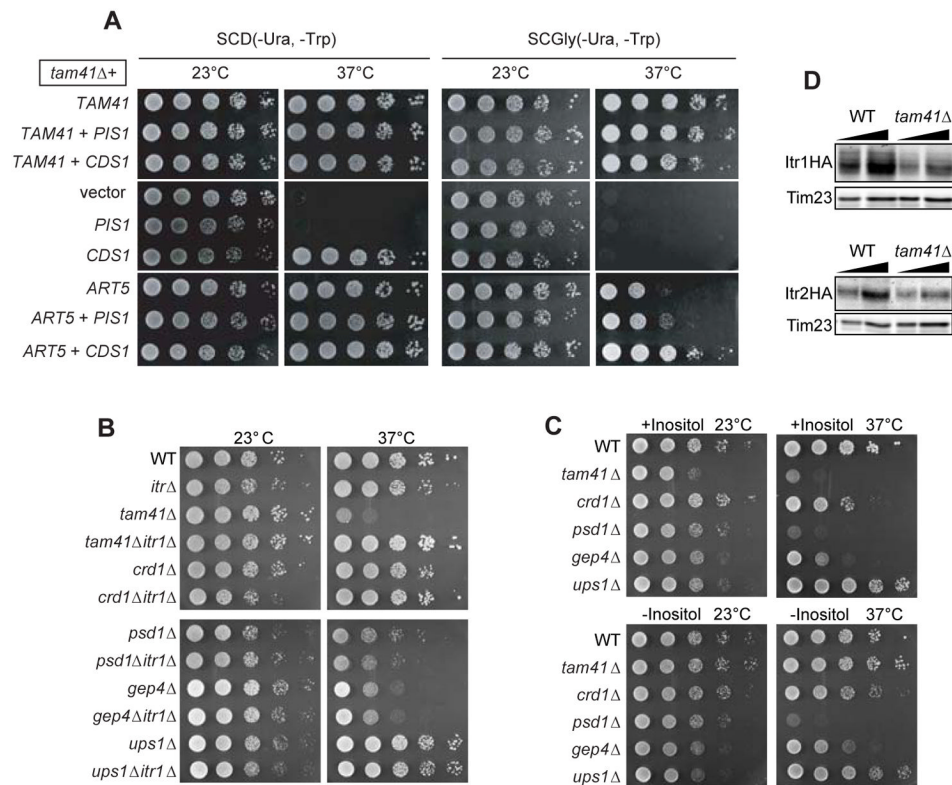 A
SCD(-Ura, -Trp)
SCGly(-Ura, -Trp)
tam41Δ+
23°C
37°C
23°C
37°C
TAM41
TAM41 + PIS1
TAM41 + CDS1
vector
PIS1
CDS1
ART5
ART5 + PIS1
ART5 + CDS1
D
WT
tam41Δ
Itr1HA
Tim23
WT
tam41Δ
Itr2HA
Tim23
B
23°C
37°C
WT
itrΔ
tam41Δ
tam41Δitr1Δ
crd1Δ
crd1Δitr1Δ
psd1Δ
psd1Δitr1Δ
gep4Δ
gep4Δitr1Δ
ups1Δ
ups1Δitr1Δ
C
+Inositol 23°C
+Inositol 37°C
WT
tam41Δ
crd1Δ
psd1Δ
gep4Δ
ups1Δ
-Inositol 23°C
-Inositol 37°C
WT
tam41Δ
crd1Δ
psd1Δ
gep4Δ
ups1Δ